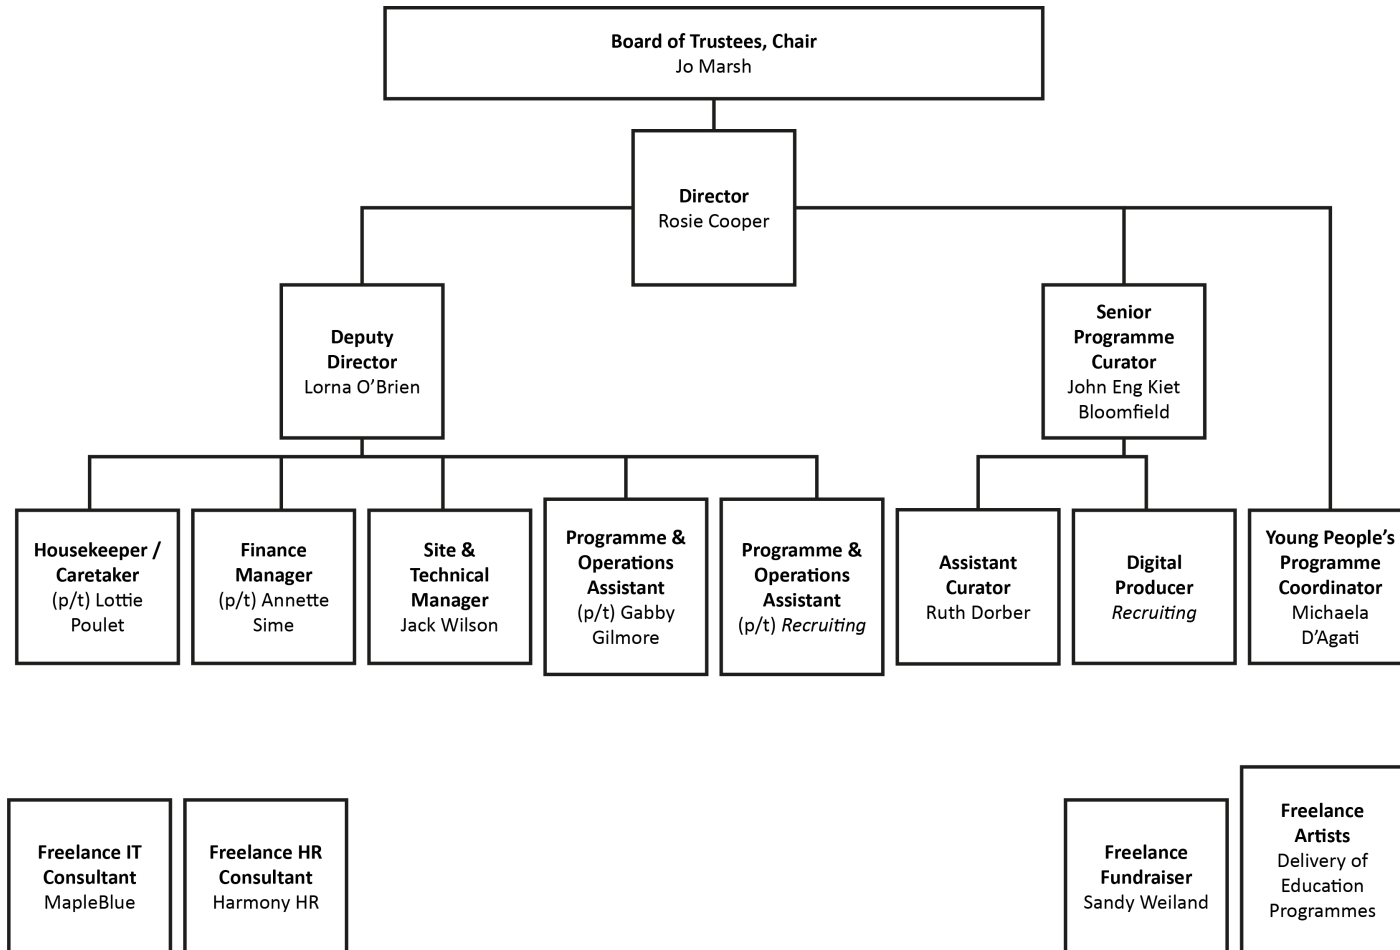 Board of Trustees, Chair
Jo Marsh
Director
Rosie Cooper
Deputy
Director
Lorna O’Brien
Senior
Programme
Curator
John Eng Kiet
Bloomfield
Housekeeper /
Caretaker
(p/t) Lottie
Poulet
Finance
Manager
(p/t) Annette
Sime
Site &
Technical
Manager
Jack Wilson
Programme &
Operations
Assistant
(p/t) Gabby
Gilmore
Programme &
Operations
Assistant
(p/t) Recruiting
Assistant
Curator
Ruth Dorber
Digital
Producer
Recruiting
Young People’s
Programme
Coordinator
Michaela
D’Agati
Freelance IT
Consultant
MapleBlue
Freelance HR
Consultant
Harmony HR
Freelance
Fundraiser
Sandy Weiland
Freelance
Artists
Delivery of
Education
Programmes